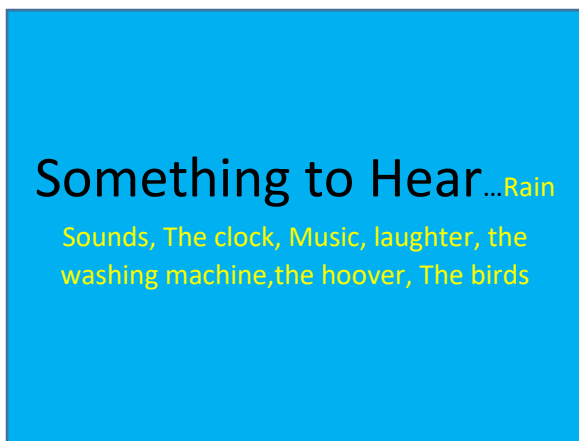 Something to Hear...Rain
Sounds, The clock, Music, laughter, the
washing machine,the hoover, The birds